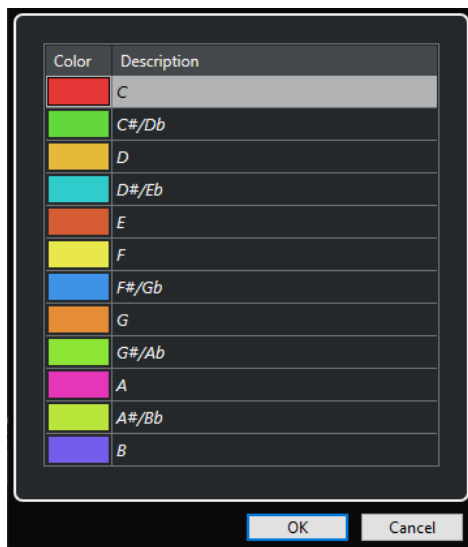 Color Description
C
C#/Db
D
D#/Eb
E
F
F#/Gb
G
G#/Ab
A
A#/Bb
B
OK Cancel